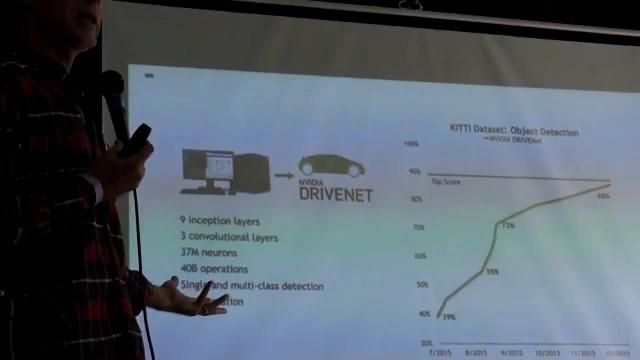 NVIDIA
DRIVENET
9 inception layers
3 convolutional layers
37M neurons
40B operations
Single and multi-class detection
KITTI Dataset: Object Detection
NVIDIA DRIVENet
100%
90%
Top Score
80%
70%
60%
50%
40%
30%
88%
72%
55%
39%
7/2015
8/2015
9/2015
10/2015
11/2015
12/2015